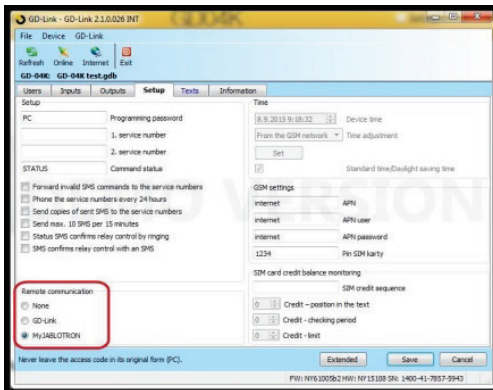 GD-Link - GD-Link 2.1.0.026 INT
File Device GD-Link
Refresh Online Internet Exit
GD-04K: GD-04K test.gdb
Users Inputs Outputs Setup Texts Information
Setup
PC Programming password
1. service number
2. service number
STATUS Command status
Forward invalid SMS commands to the service numbers
Phone the service numbers every 24 hours
Send copies of sent SMS to the service numbers
Send max. 10 SMS per 15 minutes
Status SMS confirms relay control by ringing
SMS confirms relay control with an SMS
Remote communication
None
GD-Link
MyJABLOTRON
Time
8.9.2015 9:18:32 Device time
From the GSM network Time adjustment
Set
Standard time/Daylight saving time
GSM settings
internet APN
internet APN user
internet APN password
1234 Pin SIM karty
SIM card credit balance monitoring
SIM credit sequence
0 Credit – position in the text
0 Credit - checking period
0 Credit - limit
Never leave the access code in its original form (PC).
Extended Save Cancel
FW: NY61005b2 HW: NY15108 SN: 1400-41-7857-5943